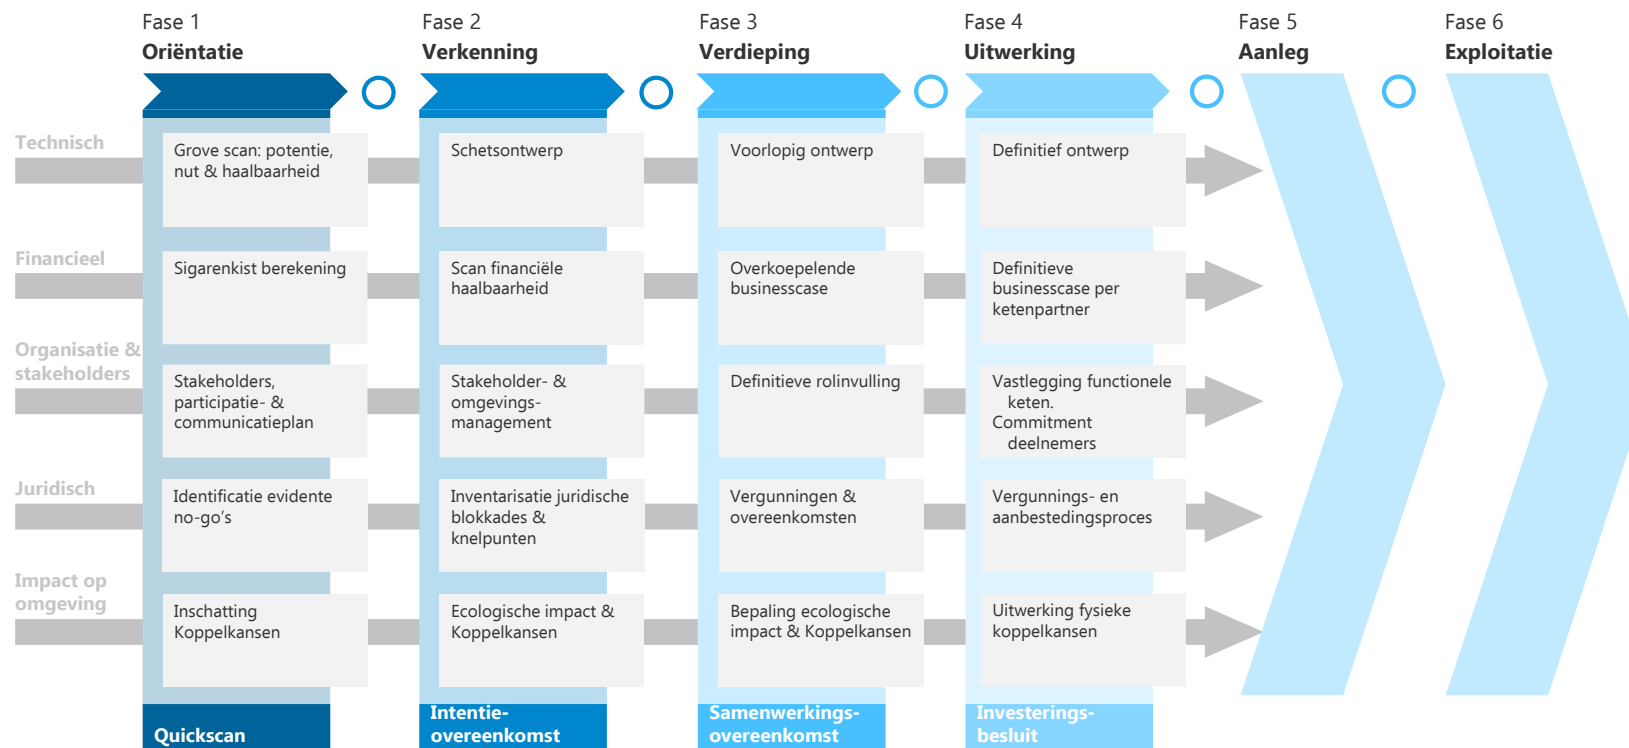 Fase 1
Oriëntatie
Fase 2
Verkenning
Fase 3
Verdieping
Fase 4
Uitwerking
Fase 5
Aanleg
Fase 6
Exploitatie
Technisch
Grove scan: potentie,
nut & haalbaarheid
Schetsontwerp
Voorlopig ontwerp
Definitief ontwerp
Financieel
Sigarenkist berekening
Scan financiële
haalbaarheid
Overkoepelende
businesscase
Definitieve
businesscase per
ketenpartner
Organisatie &
stakeholders
Stakeholders,
participatie- &
communicatieplan
Stakeholder- &
omgevings-
management
Definitieve rolinvulling
Vastlegging functionele
keten.
Commitment
deelnemers
Juridisch
Identificatie evidente
no-go's
Inventarisatie juridische
blokkades &
knelpunten
Vergunningen &
overeenkomsten
Vergunnings- en
aanbestedingsproces
Impact op
omgeving
Inschatting
Koppelkansen
Ecologische impact &
Koppelkansen
Bepaling ecologische
impact & Koppelkansen
Uitwerking fysieke
koppelkansen
Quickscan
Intentie-
overeenkomst
Samenwerkings-
overeenkomst
Investerings-
besluit